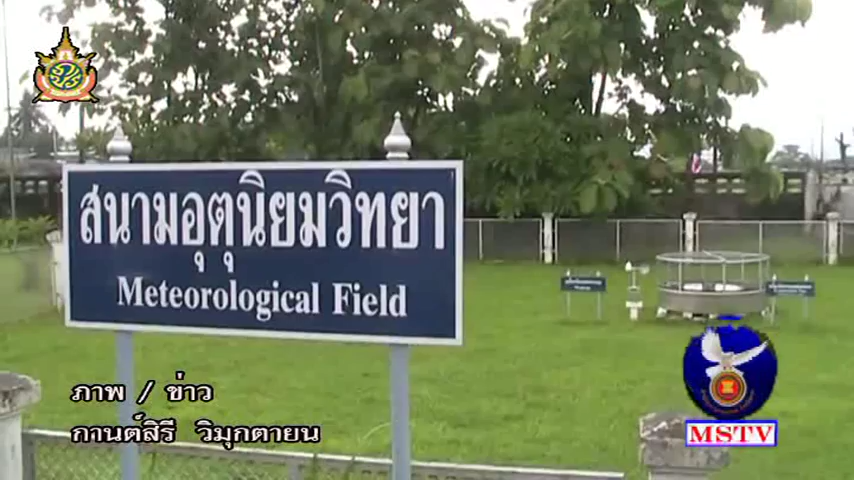 สนามอุตุนิยมวิทยา
Meteorological Field
ภาพ / ข่าว
กานต์สิรี วิมุกตายน
MSTV